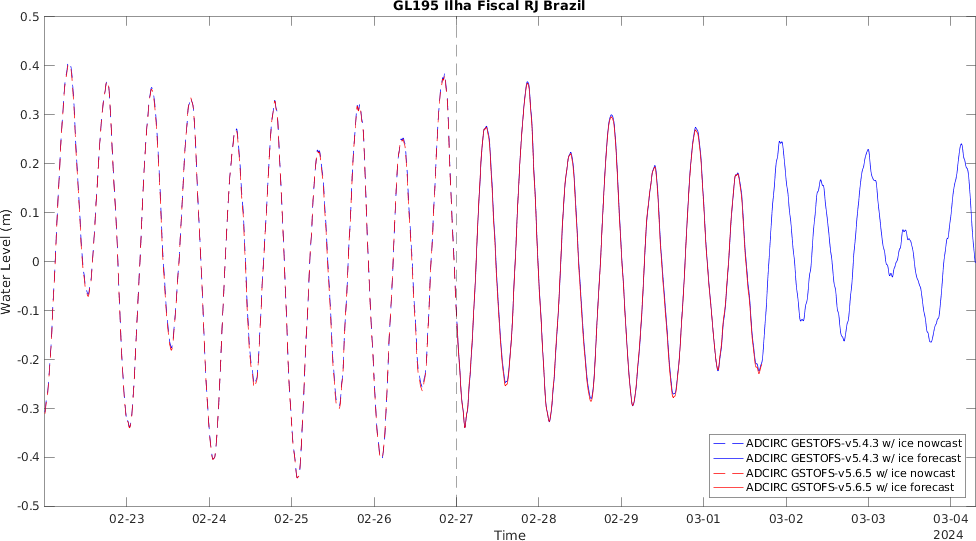 GL195 Ilha Fiscal RJ Brazil
0.5
0.4
0.3
0.2
0.1
0
-0.1
-0.2
-0.3
-0.4
-0.5
Water Level (m)
ADCIRC GESTOFS-v5.4.3 w/ ice nowcast
ADCIRC GESTOFS-v5.4.3 w/ ice forecast
ADCIRC GSTOFS-v5.6.5 w/ ice nowcast
ADCIRC GSTOFS-v5.6.5 w/ ice forecast
02-23 02-24 02-25 02-26 02-27 02-28 02-29 03-01 03-02 03-03 03-04
2024
Time